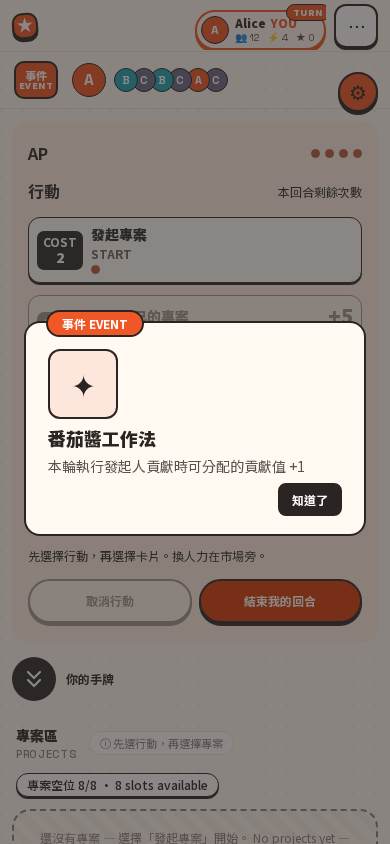 TURN
A
Alice YOU
12 4 ★ 0
事件
EVENT
A
B C B C A C
AP
行動
本回合剩餘次數
COST
2
發起專案
START
的專案
+5
事件 EVENT
番茄醬工作法
本輪執行發起人貢獻時可分配的貢獻值 +1
知道了
先選擇行動，再選擇卡片。換人力在市場旁。
取消行動
結束我的回合
你的手牌
專案區
PROJECTS
先選行動，再選擇專案
專案空位 8/8 • 8 slots available
還沒有專案 — 選擇「發起專案」開始。 No projects yet —